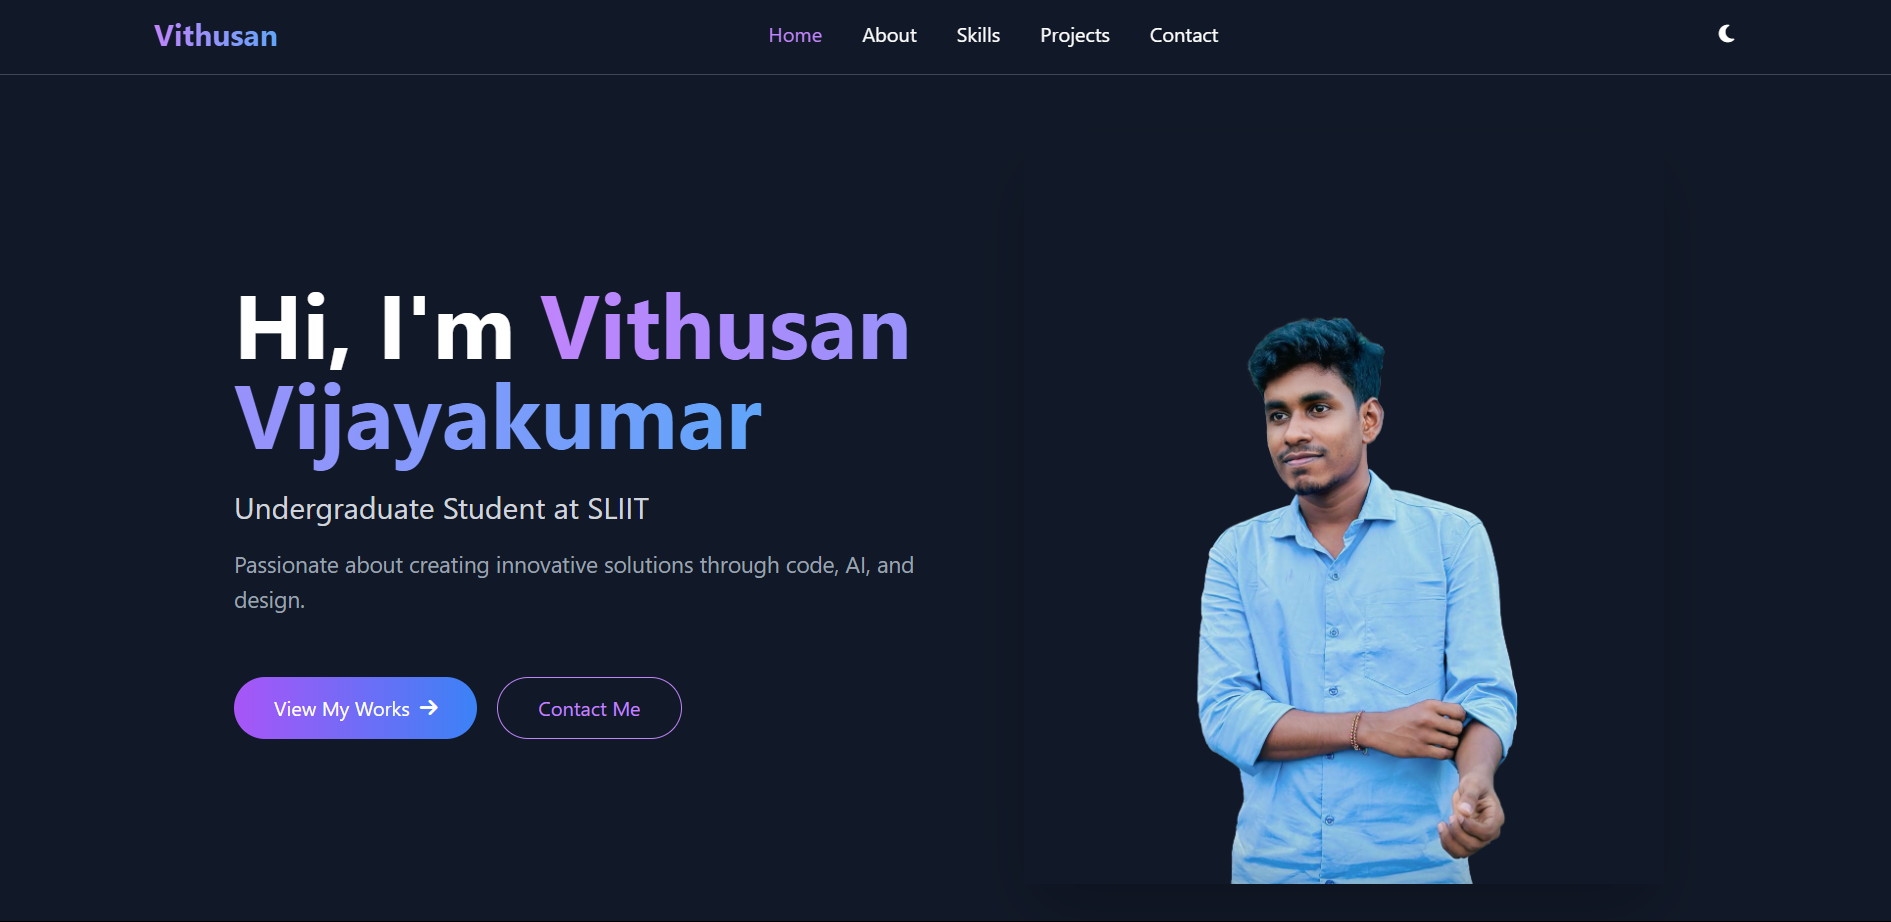 Vithusan
Home About Skills Projects Contact
Hi, I'm Vithusan
Vijayakumar
Undergraduate Student at SLIIT
Passionate about creating innovative solutions through code, AI, and
design.
View My Works → Contact Me